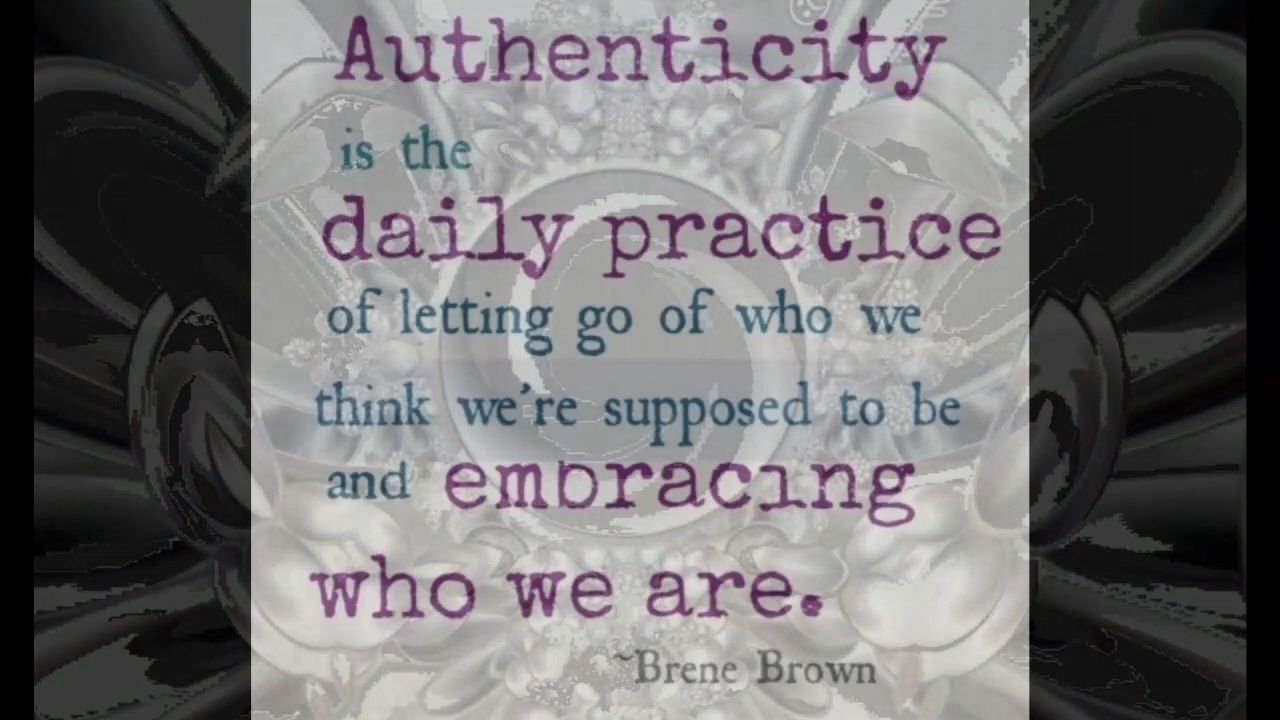 Authenticity
is the
daily practice
of letting go of who we
think we're supposed to be
and embracing
who we are.
~Brene Brown